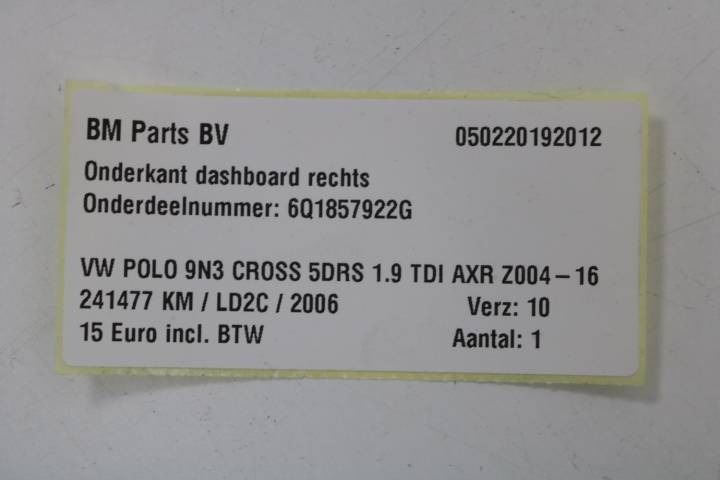 BM Parts BV 050220192012
Onderkant dashboard rechts
Onderdeelnummer: 6Q1857922G
VW POLO 9N3 CROSS 5DRS 1.9 TDI AXR Z004-16
241477 KM / LD2C / 2006 Verz: 10
15 Euro incl. BTW Aantal: 1